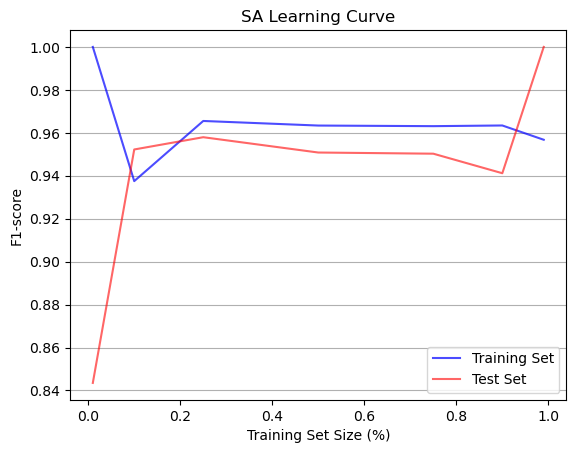 SA Learning Curve
1.00
0.98
0.96
0.94
0.92
0.90
0.88
0.86
0.84
F1-score
Training Set
Test Set
0.0 0.2 0.4 0.6 0.8 1.0
Training Set Size (%)